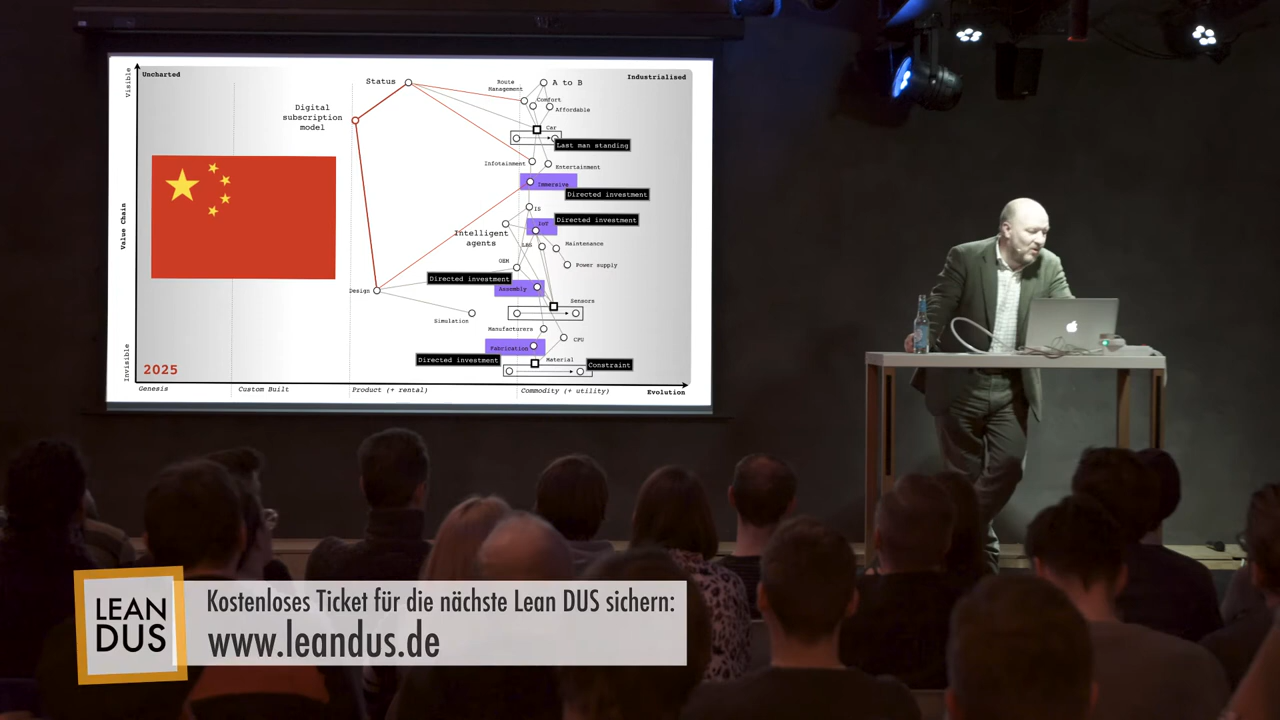 Uncharted
Industrialised
Visible
Value Chain
Invisible
Status
Digital
subscription
model
Route
Management
A to B
Comfort
Affordable
Car
Last man standing
Infotainment
Entertainment
Immersive
Directed investment
IS
IoT
Directed investment
Intelligent
agents
LBS
Maintenance
OEM
Power supply
Directed investment
Assembly
Design
Sensors
Simulation
Manufacturers
CPU
Fabrication
Directed investment
Material
Constraint
2025
Genesis
Custom Built
Product (+ rental)
Commodity (+ utility)
Evolution
LEAN
DUS
Kostenloses Ticket für die nächste Lean DUS sichern:
www.leandus.de